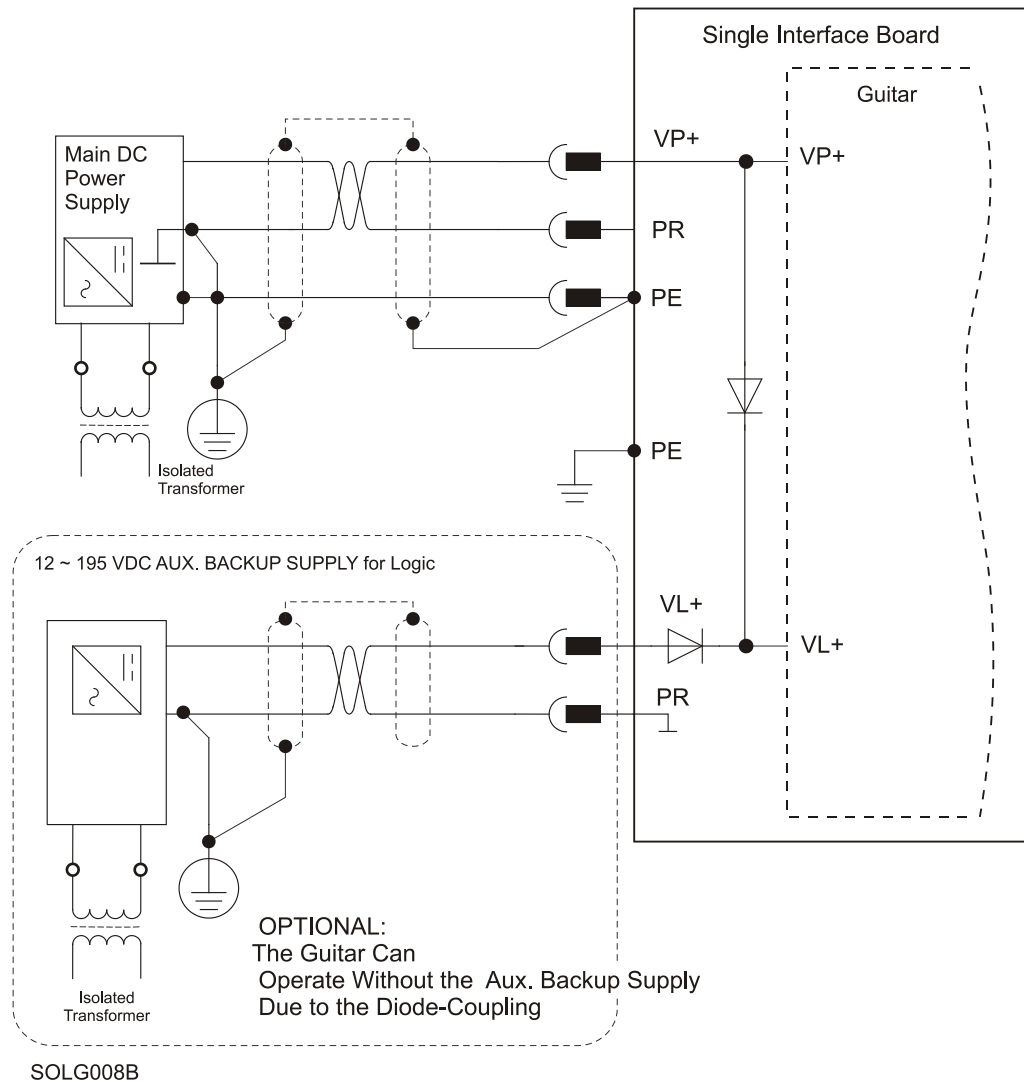 Single Interface Board
Guitar
Main DC
Power
Supply
VP+
VP+
PR
PE
Isolated
Transformer
PE
12 ~ 195 VDC AUX. BACKUP SUPPLY for Logic
VL+
VL+
PR
OPTIONAL:
The Guitar Can
Operate Without the Aux. Backup Supply
Due to the Diode-Coupling
Isolated
Transformer
SOLG008B